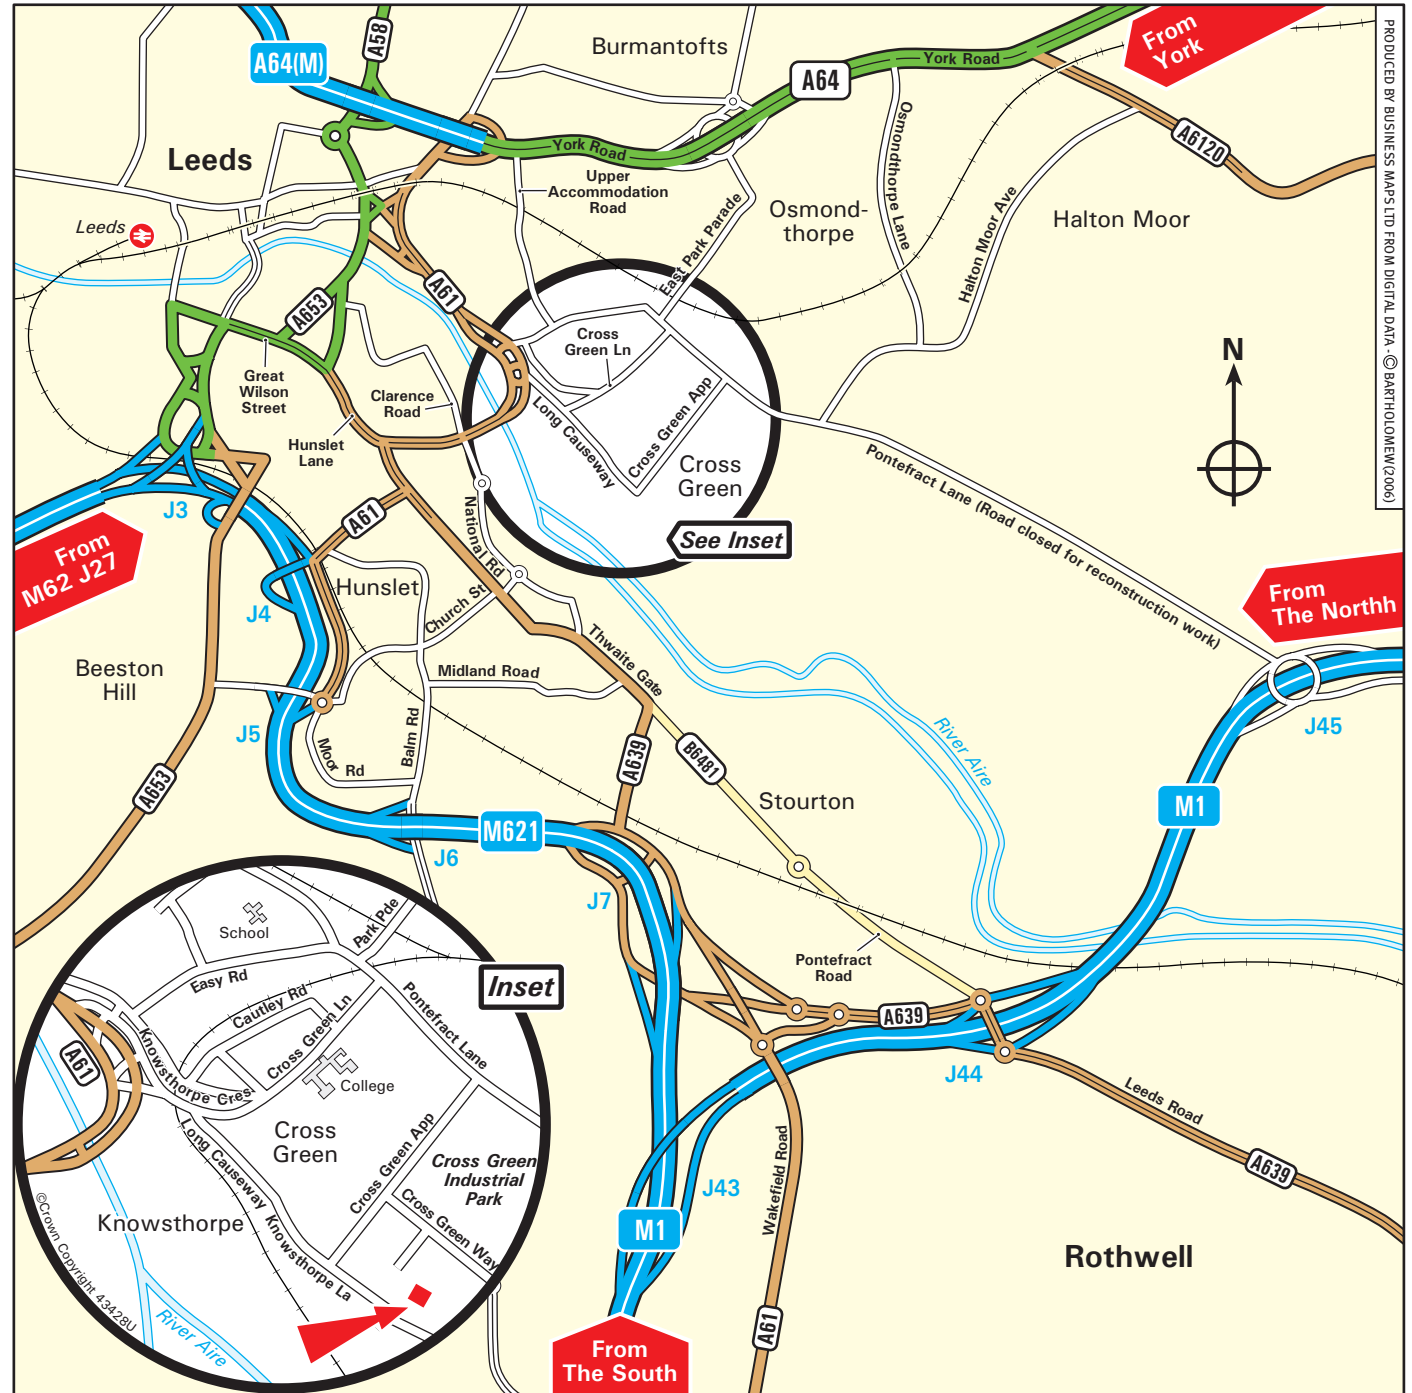 A58
A64(M)
Burmantofts
From
York
York Road
A64
A6120
PRODUCED BY BUSINESS MAPS LTD FROM DIGITAL DATA - © BARTHOLOMEW(2006)
Leeds
York Road
Upper
Accommodation
Road
Osmondthorpe Lane
Osmond-
thorpe
Halton Moor
Halton Moor Ave
East Park Parade
Leeds
A61
A653
Cross
Green Ln
Great
Wilson
Street
Clarence
Road
Hunslet
Lane
Long Causeway
Cross Green App
Cross
Green
N
Pontefract Lane (Road closed for reconstruction work)
See Inset
J3
A61
National Rd
From
M62 J27
Hunslet
Church St
J4
From
The Northh
Beeston
Hill
Midland Road
Thwaite Gate
J5
Moor
Rd
Balm Rd
A639
B6481
River Aire
J45
A653
Stourton
M1
M621
J6
J7
School
Park Pde
Easy Rd
Inset
Pontefract
Road
Cautley Rd
Cross Green Ln
Pontefract Lane
A639
A61
Knowsthorpe Cres
College
J44
Leeds Road
Cross
Green
Long Causeway
Cross Green App
Cross Green
Industrial
Park
A639
Wakefield Road
J43
Knowsthorpe
Knowsthorpe La
Cross Green Way
M1
Rothwell
©Crown Copyright 43428U
River Aire
A61
From
The South